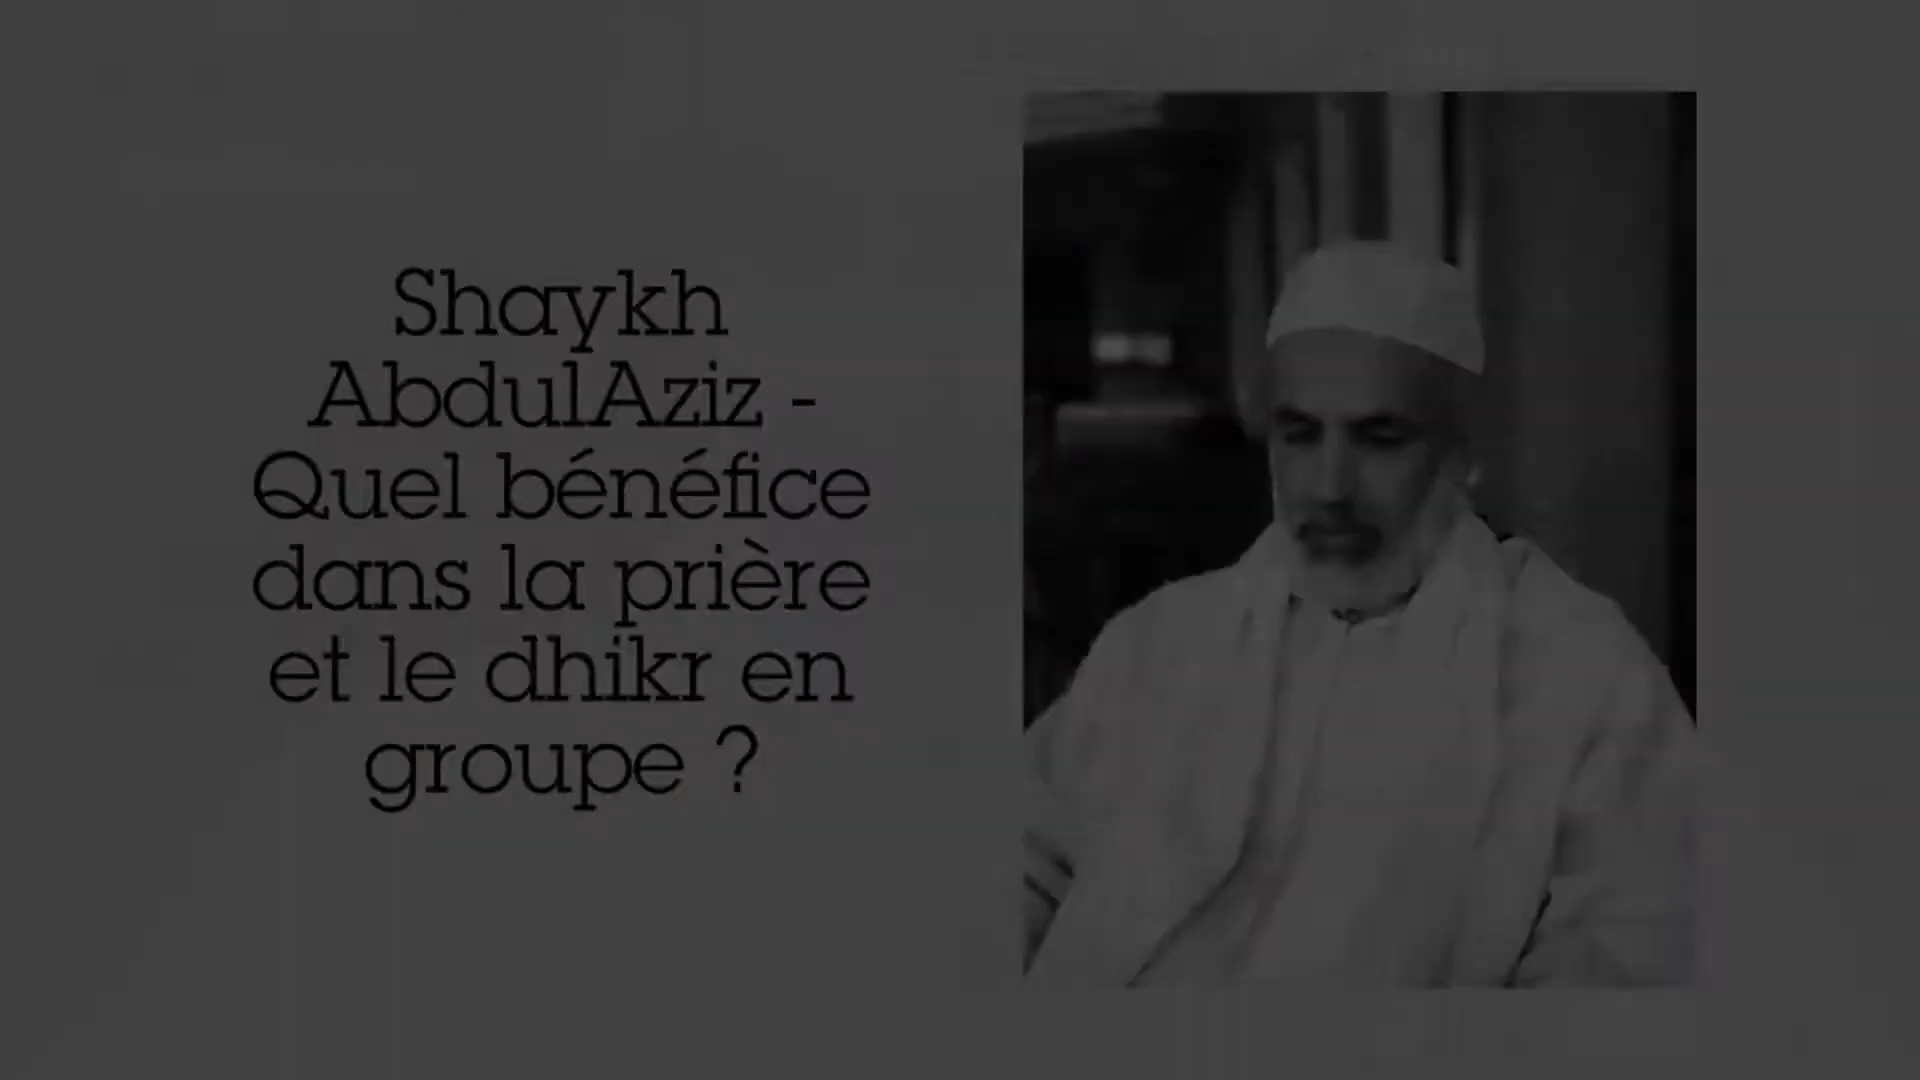 Shaykh
AbdulAziz -
Quel bénéfice
dans la prière
et le dhikr en
groupe ?